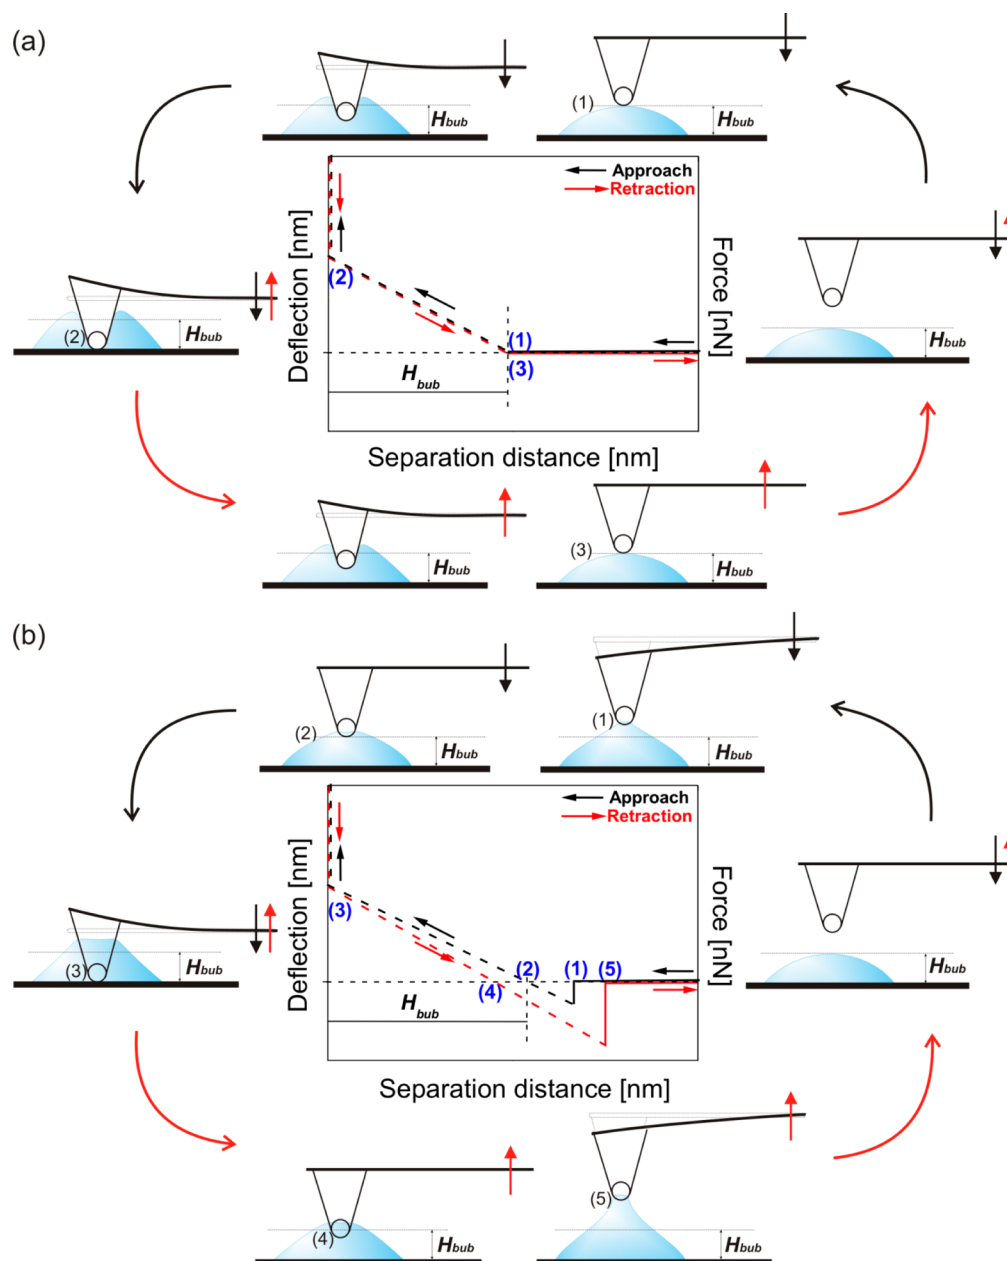 (a)
(1)
H_bub
H_bub
Approach
Retraction
Deflection [nm]
Force [nN]
(2)
(2)
H_bub
(1)
(3)
H_bub
H_bub
Separation distance [nm]
(3)
H_bub
H_bub
(b)
(2)
(1)
H_bub
H_bub
Approach
Retraction
Deflection [nm]
Force [nN]
(3)
(3)
H_bub
(2)
(1)
(5)
(4)
H_bub
H_bub
Separation distance [nm]
(5)
(4)
H_bub
H_bub